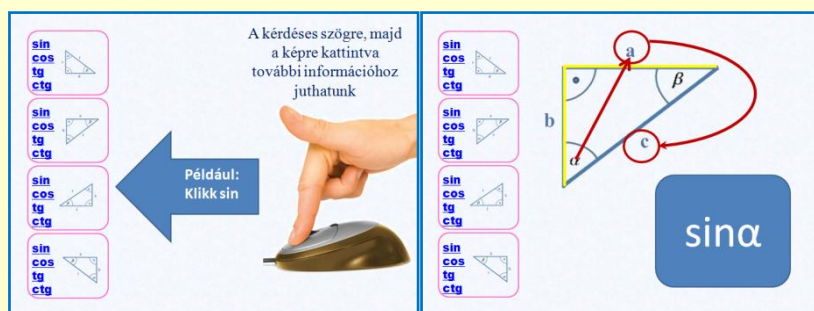 sin
cos
tg
ctg
sin
cos
tg
ctg
sin
cos
tg
ctg
sin
cos
tg
ctg
A kérdéses szögre, majd
a képre kattintva
további információhoz
juthatunk
Például:
Klikk sin
sin
cos
tg
ctg
sin
cos
tg
ctg
sin
cos
tg
ctg
sin
cos
tg
ctg
a
β
b
c
α
sinα